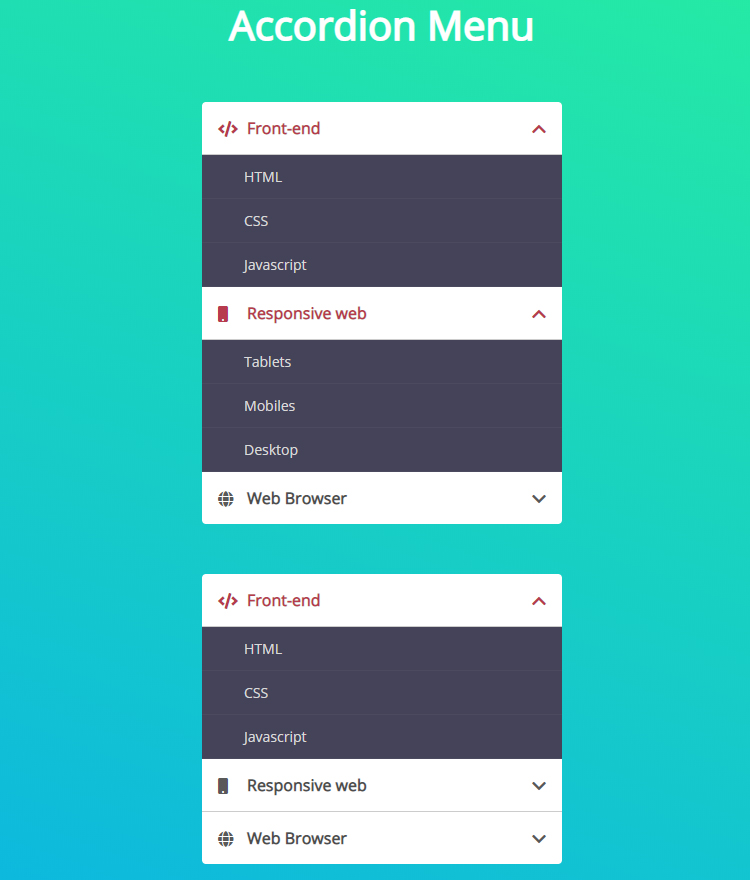 Accordion Menu
Front-end
HTML
CSS
Javascript
Responsive web
Tablets
Mobiles
Desktop
Web Browser
Front-end
HTML
CSS
Javascript
Responsive web
Web Browser